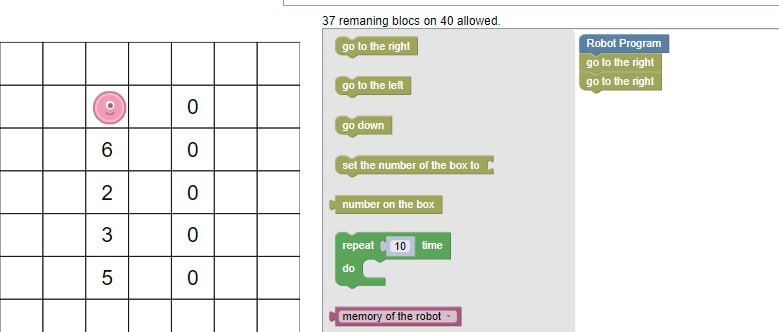 37 remaning blocs on 40 allowed.
go to the right
go to the left
go down
set the number of the box to
number on the box
repeat 10 time
do
memory of the robot
Robot Program
go to the right
go to the right
0
6 0
2 0
3 0
5 0